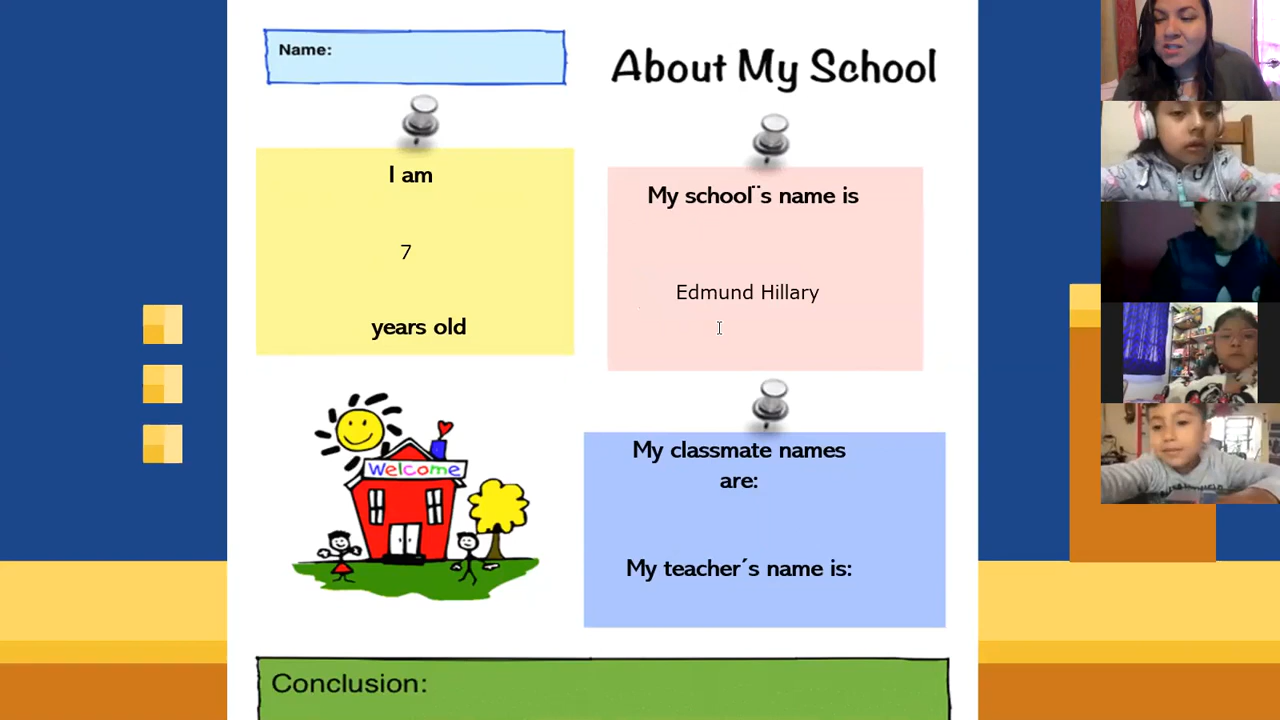 Name:
About My School
I am
7
years old
My school¨s name is
Edmund Hillary
Welcome
My classmate names
are:
My teacher´s name is:
Conclusion: